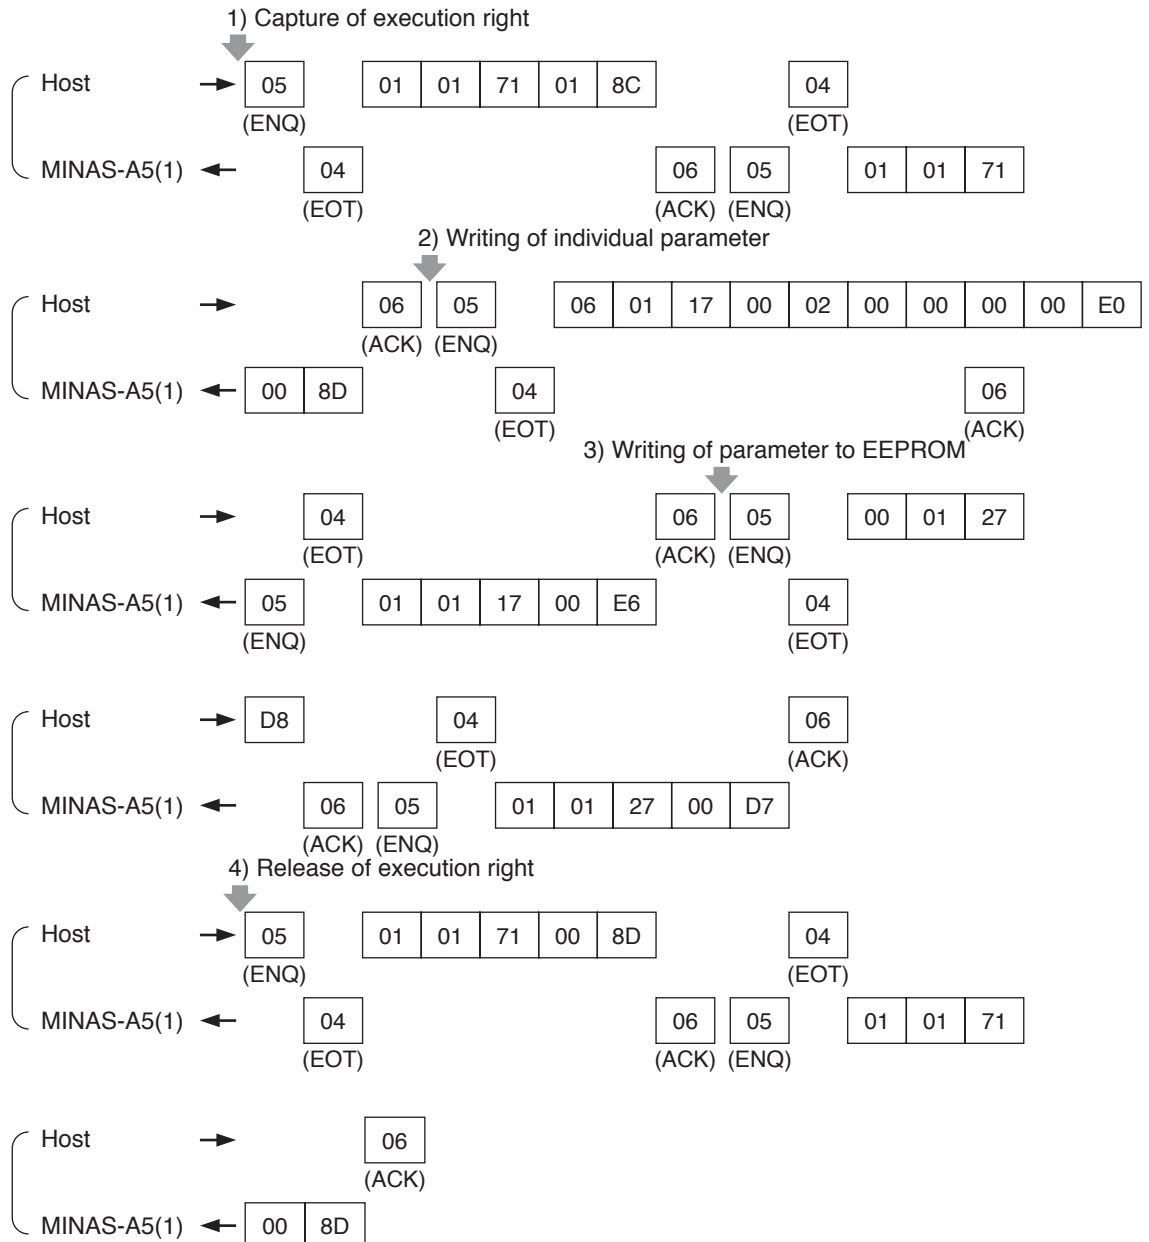 1) Capture of execution right
Host 05 01 01 71 01 8C 04
(ENQ) (EOT)
MINAS-A5(1) 04 06 05 01 01 71
(EOT) (ACK) (ENQ)
2) Writing of individual parameter
Host 06 05 06 01 17 00 02 00 00 00 00 E0
(ACK) (ENQ)
MINAS-A5(1) 00 8D 04 06
(EOT) (ACK)
3) Writing of parameter to EEPROM
Host 04 06 05 00 01 27
(EOT) (ACK) (ENQ)
MINAS-A5(1) 05 01 01 17 00 E6 04
(ENQ) (EOT)
Host D8 04 06
(EOT) (ACK)
MINAS-A5(1) 06 05 01 01 27 00 D7
(ACK) (ENQ)
4) Release of execution right
Host 05 01 01 71 00 8D 04
(ENQ) (EOT)
MINAS-A5(1) 04 06 05 01 01 71
(EOT) (ACK) (ENQ)
Host 06
(ACK)
MINAS-A5(1) 00 8D